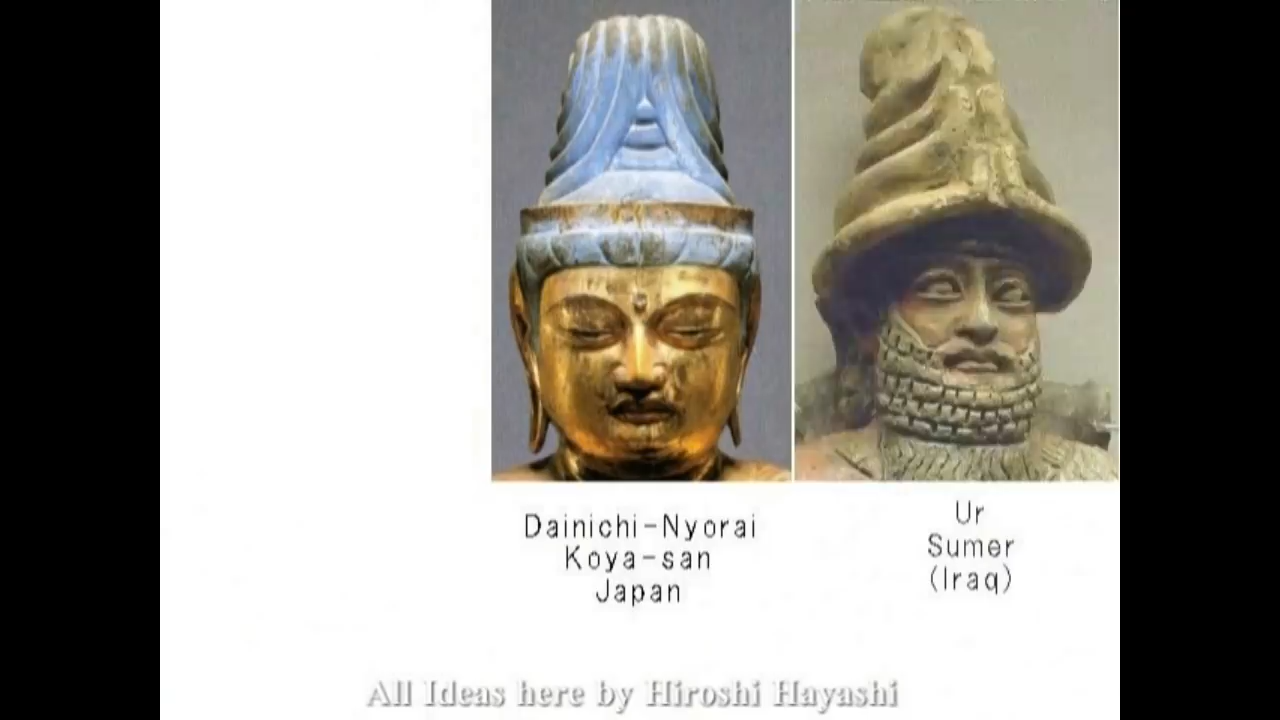 Dainichi-Nyorai
Koya-san
Japan
Ur
Sumer
(Iraq)
All Ideas here by Hiroshi Hayashi